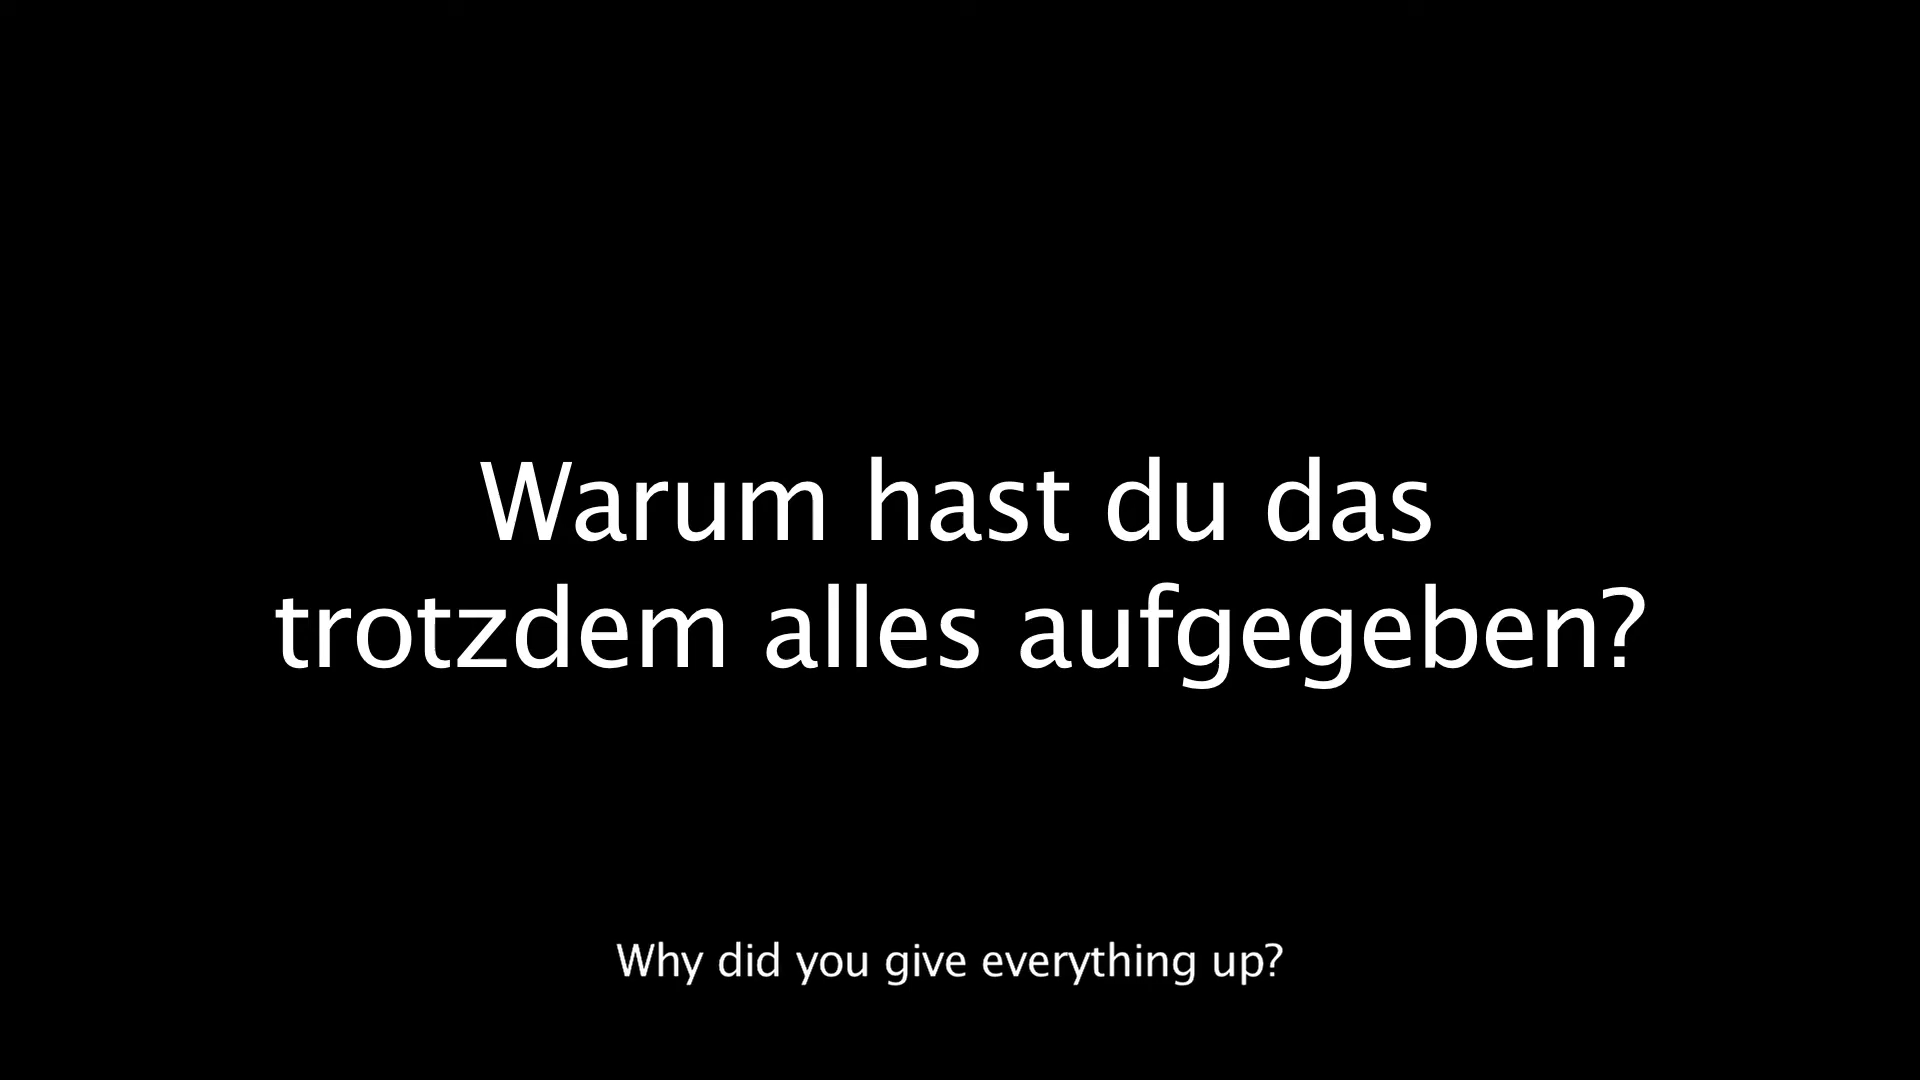 Warum hast du das
trotzdem alles aufgegeben?
Why did you give everything up?